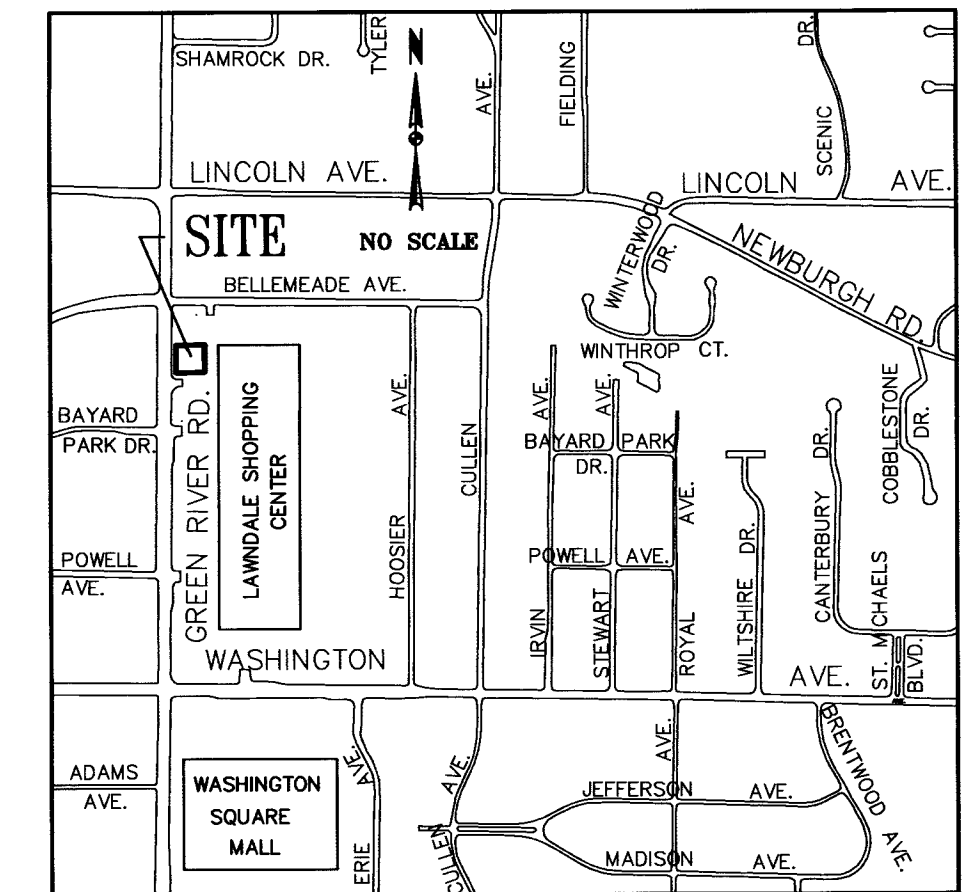 SHAMROCK DR.
TYLER
N
AVE.
FIELDING
DR.
SCENIC
LINCOLN AVE.
LINCOLN AVE.
SITE
NO SCALE
BELLEMEADE AVE.
WINTERWOOD
DR.
NEWBURGH RD.
WINTHROP CT.
BAYARD
PARK DR.
GREEN RIVER RD.
LAWNDALE SHOPPING
CENTER
HOOSIER AVE.
CULLEN
AVE.
AVE.
BAYARD PARK
DR.
AVE.
COBBLESTONE
DR.
POWELL
AVE.
POWELL AVE.
IRVIN
STEWART
ROYAL
WILTSHIRE DR.
CANTERBURY DR.
ST. M CHAELS
BLVD.
WASHINGTON
AVE.
ADAMS
AVE.
WASHINGTON
SQUARE
MALL
ERIE AVE.
CULLEN AVE.
AVE.
JEFFERSON AVE.
MADISON AVE.
BRENTWOOD AVE.